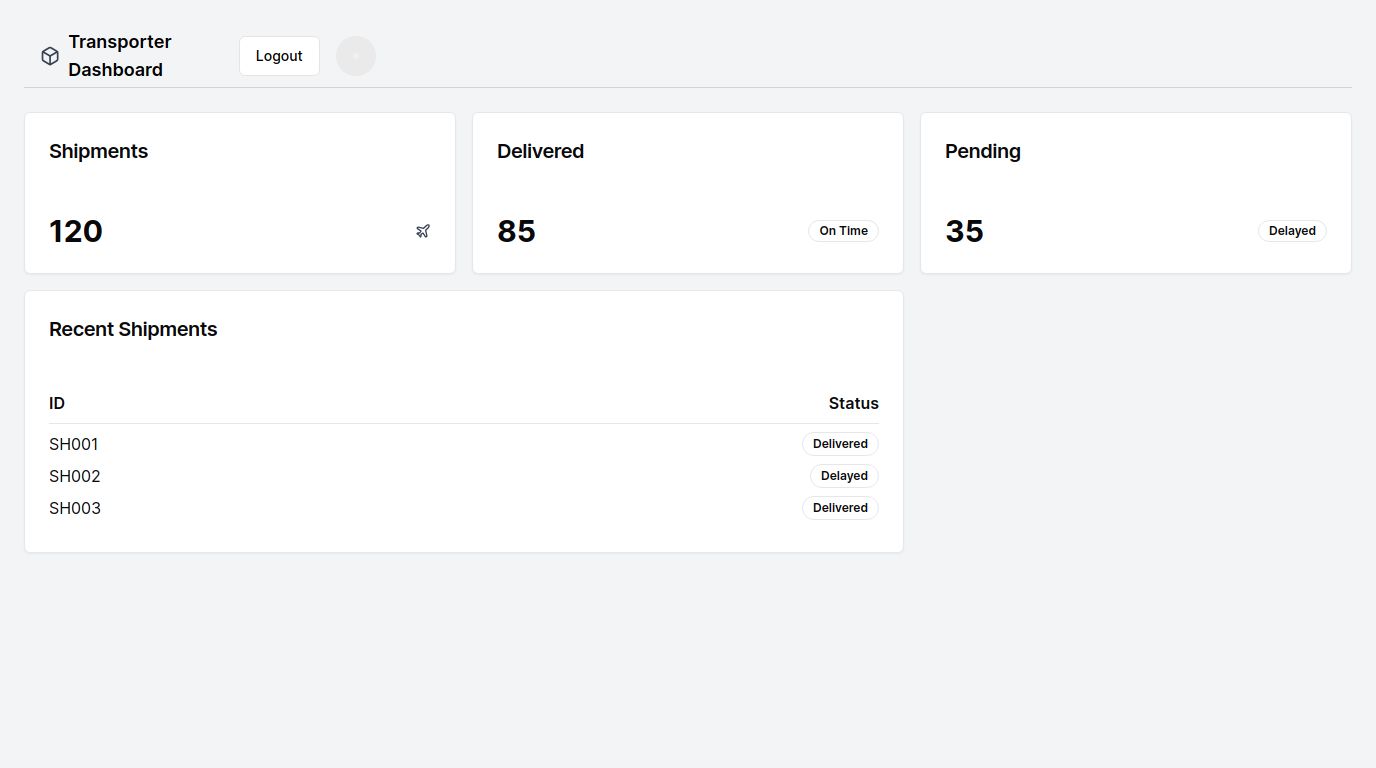 Transporter
Dashboard
Logout
Shipments
Delivered
Pending
120
85
On Time
35
Delayed
Recent Shipments
ID Status
SH001 Delivered
SH002 Delayed
SH003 Delivered